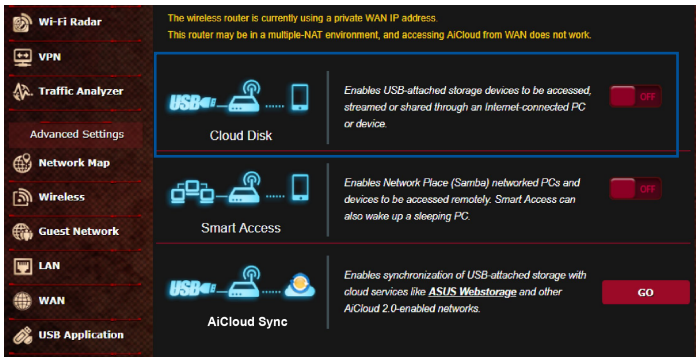 Wi-Fi Radar
VPN
Traffic Analyzer
Advanced Settings
Network Map
Wireless
Guest Network
LAN
WAN
USB Application
The wireless router is currently using a private WAN IP address.
This router may be in a multiple-NAT environment, and accessing AiCloud from WAN does not work.
USB
Cloud Disk
Enables USB-attached storage devices to be accessed,
streamed or shared through an Internet-connected PC
or device.
OFF
Smart Access
Enables Network Place (Samba) networked PCs and
devices to be accessed remotely. Smart Access can
also wake up a sleeping PC.
OFF
USB
AiCloud Sync
Enables synchronization of USB-attached storage with
cloud services like ASUS Webstorage and other
AiCloud 2.0-enabled networks.
GO